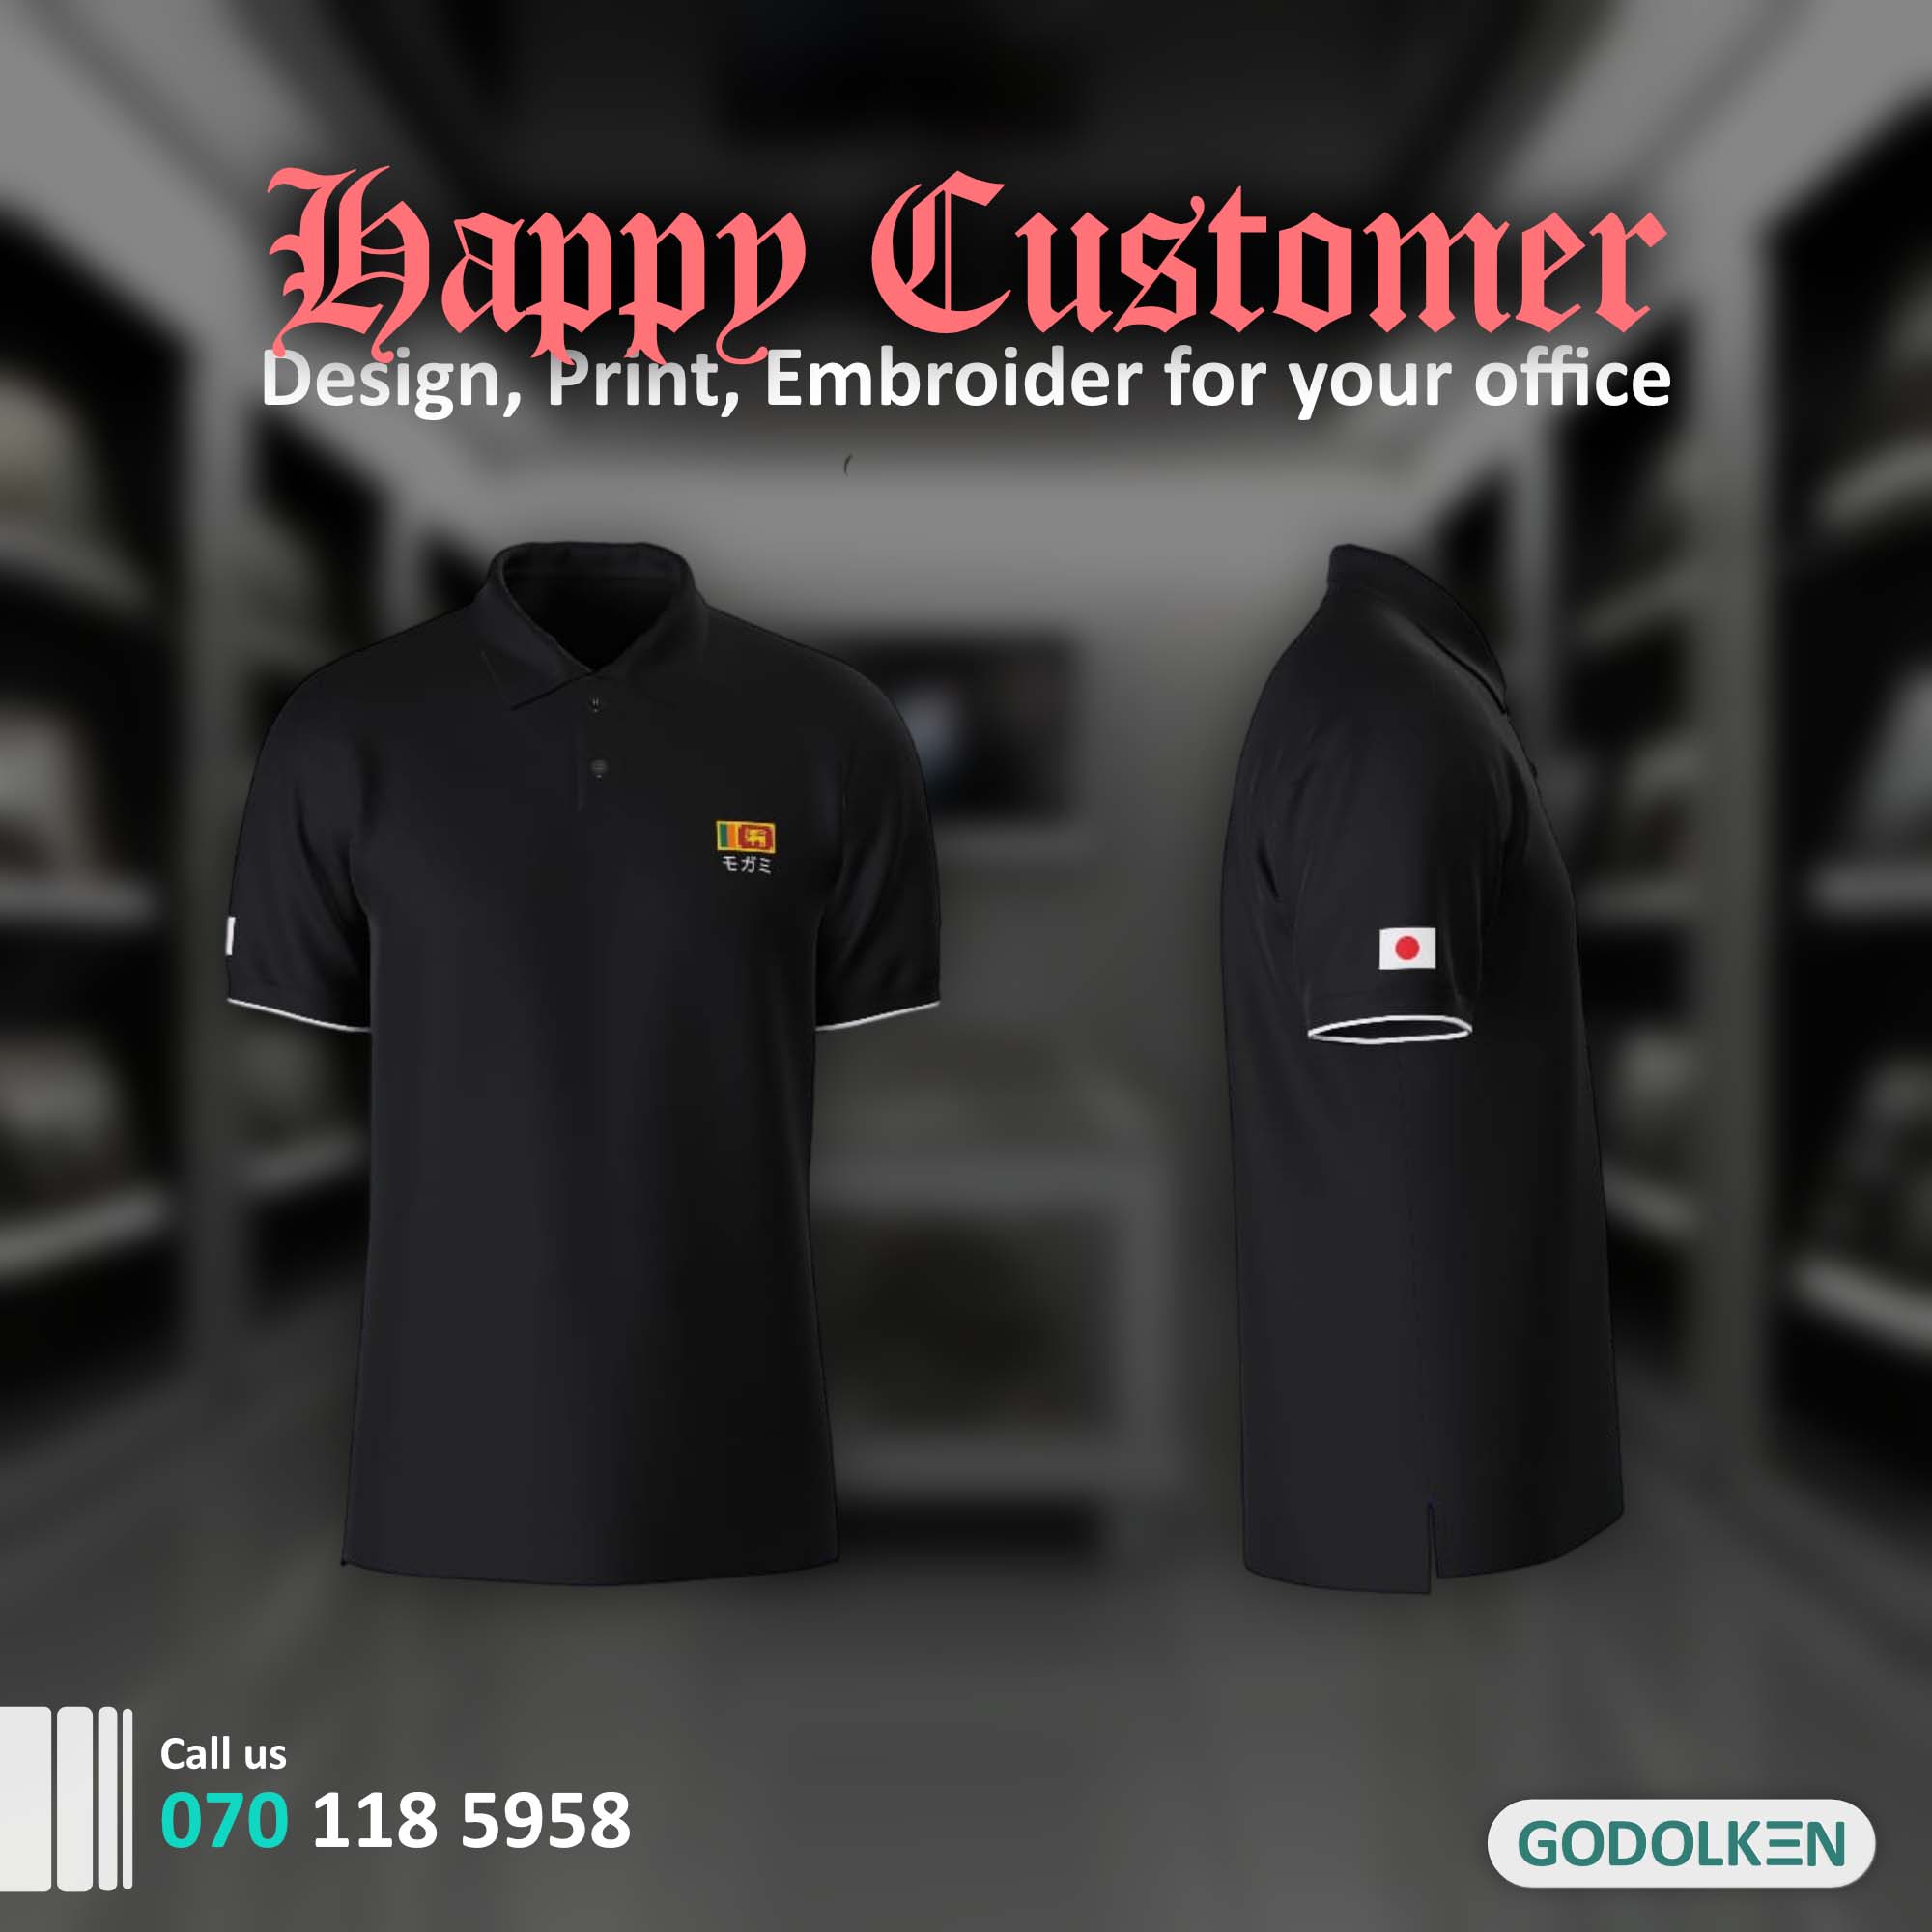 Happy Customer
Design, Print, Embroider for your office
モガミ
Call us
070 118 5958
GODOLKEN